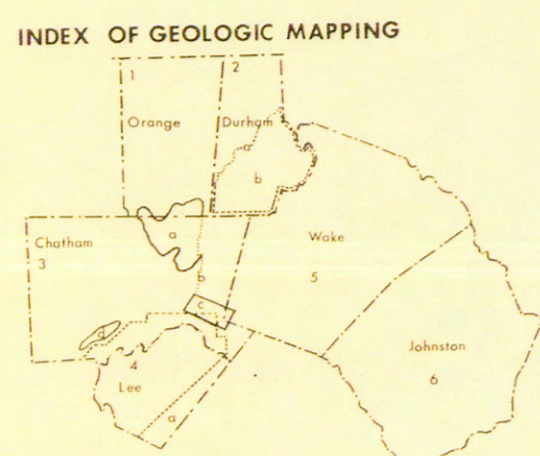 INDEX OF GEOLOGIC MAPPING
1
2
Orange
Durham
a
b
Chatham
3
a
Wake
b
5
c
d
4
Lee
a
Johnston
6